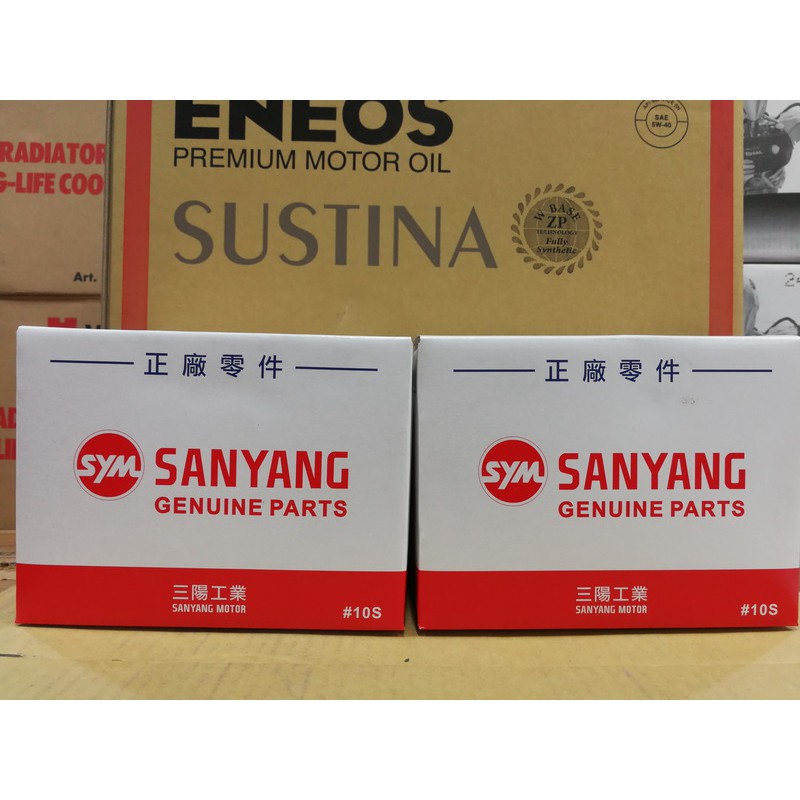 RADIATOR
G-LIFE COO
Art.
ENEOS
PREMIUM MOTOR OIL
SUSTINA
W BASE
ZP
TECHNOLOGY
Fully
Synthetic
SAE
5W-40
正廠零件
SYM SANYANG
GENUINE PARTS
三陽工業
SANYANG MOTOR
#10S
正廠零件
SYM SANYANG
GENUINE PARTS
三陽工業
SANYANG MOTOR
#10S